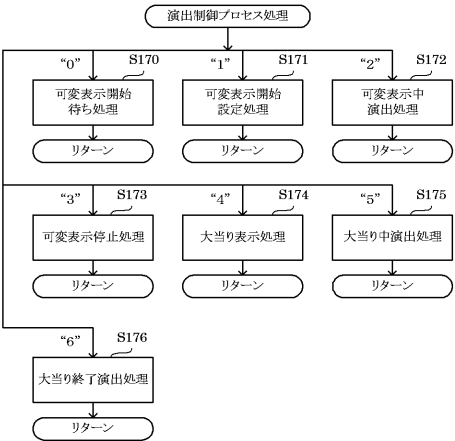 演出制御プロセス処理
“0” S170
可変表示開始
待ち処理
リターン
“1” S171
可変表示開始
設定処理
リターン
“2” S172
可変表示中
演出処理
リターン
“3” S173
可変表示停止処理
リターン
“4” S174
大当り表示処理
リターン
“5” S175
大当り中演出処理
リターン
“6” S176
大当り終了演出処理
リターン